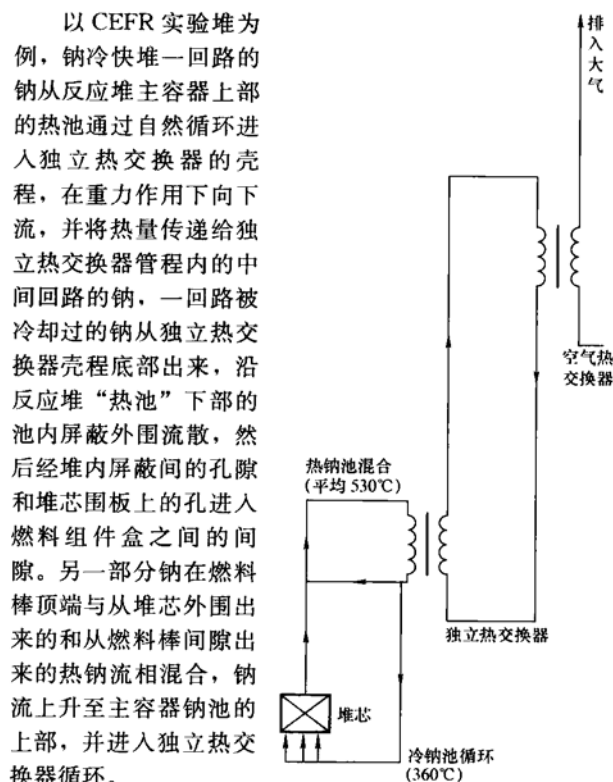 以 CEFR 实验堆为
例，钠冷快堆一回路的
钠从反应堆主容器上部
的热池通过自然循环进
入独立热交换器的壳
程，在重力作用下向下
流，并将热量传递给独
立热交换器管程内的中
间回路的钠，一回路被
冷却过的钠从独立热交
换器壳程底部出来，沿
反应堆“热池”下部的
池内屏蔽外围流散，然
后经堆内屏蔽间的孔隙
和堆芯围板上的孔进入
燃料组件盒之间的间
隙。另一部分钠在燃料
棒顶端与从堆芯外围出
来的和从燃料棒间隙出
来的热钠流相混合，钠
流上升至主容器钠池的
上部，并进入独立热交
换器循环。
排入大气
空气热
交换器
热钠池混合
(平均 530℃)
独立热交换器
堆芯
冷钠池循环
(360℃)